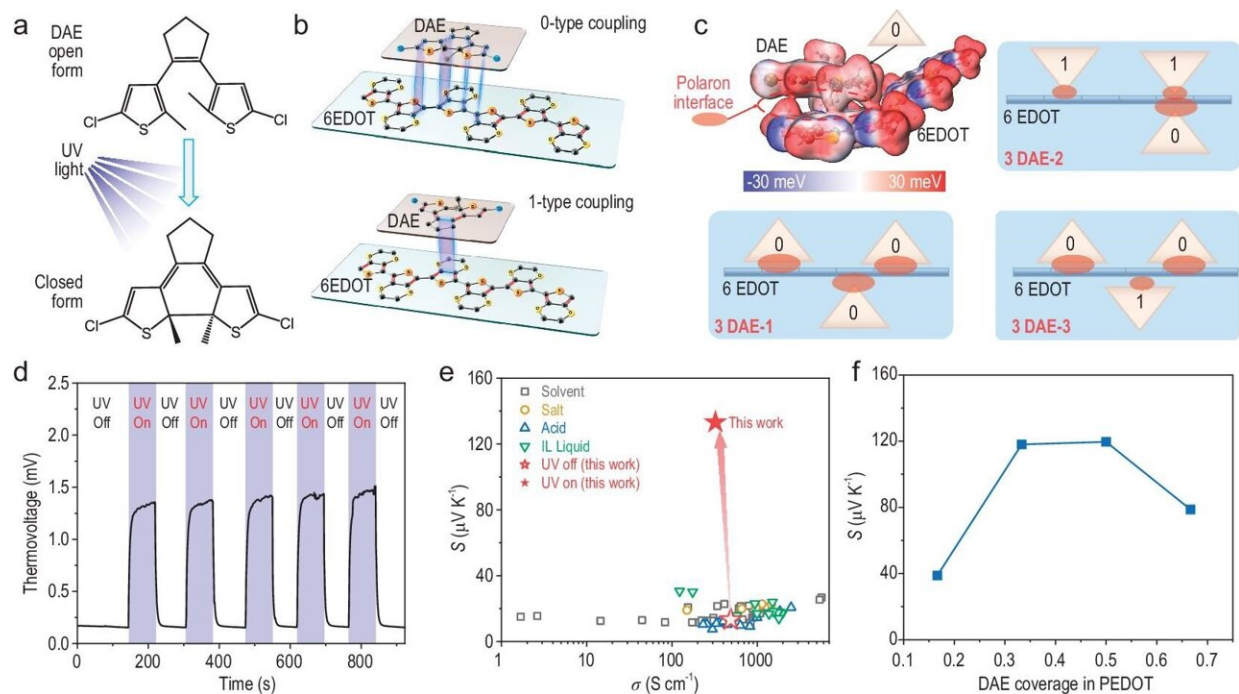 a
DAE
open
form
Cl
S
S
Cl
UV
light
Closed
form
Cl
S
S
Cl
b
DAE
0-type coupling
6EDOT
1-type coupling
DAE
6EDOT
c
DAE
0
Polaron
interface
6EDOT
-30 meV
30 meV
1
1
6 EDOT
0
3 DAE-2
0
0
6 EDOT
0
3 DAE-1
0
0
6 EDOT
1
3 DAE-3
d
Thermovoltage (mV)
2.5
2.0
1.5
1.0
0.5
0.0
UV
Off
UV
On
UV
Off
UV
On
UV
Off
UV
On
UV
Off
UV
On
UV
Off
UV
On
UV
Off
0
200
400
600
800
Time (s)
e
S (μV K⁻¹)
160
120
80
40
0
Solvent
Salt
Acid
IL Liquid
UV off (this work)
UV on (this work)
This work
1
10
100
1000
σ (S cm⁻¹)
f
S (μV K⁻¹)
160
120
80
40
0
0.1
0.2
0.3
0.4
0.5
0.6
0.7
DAE coverage in PEDOT